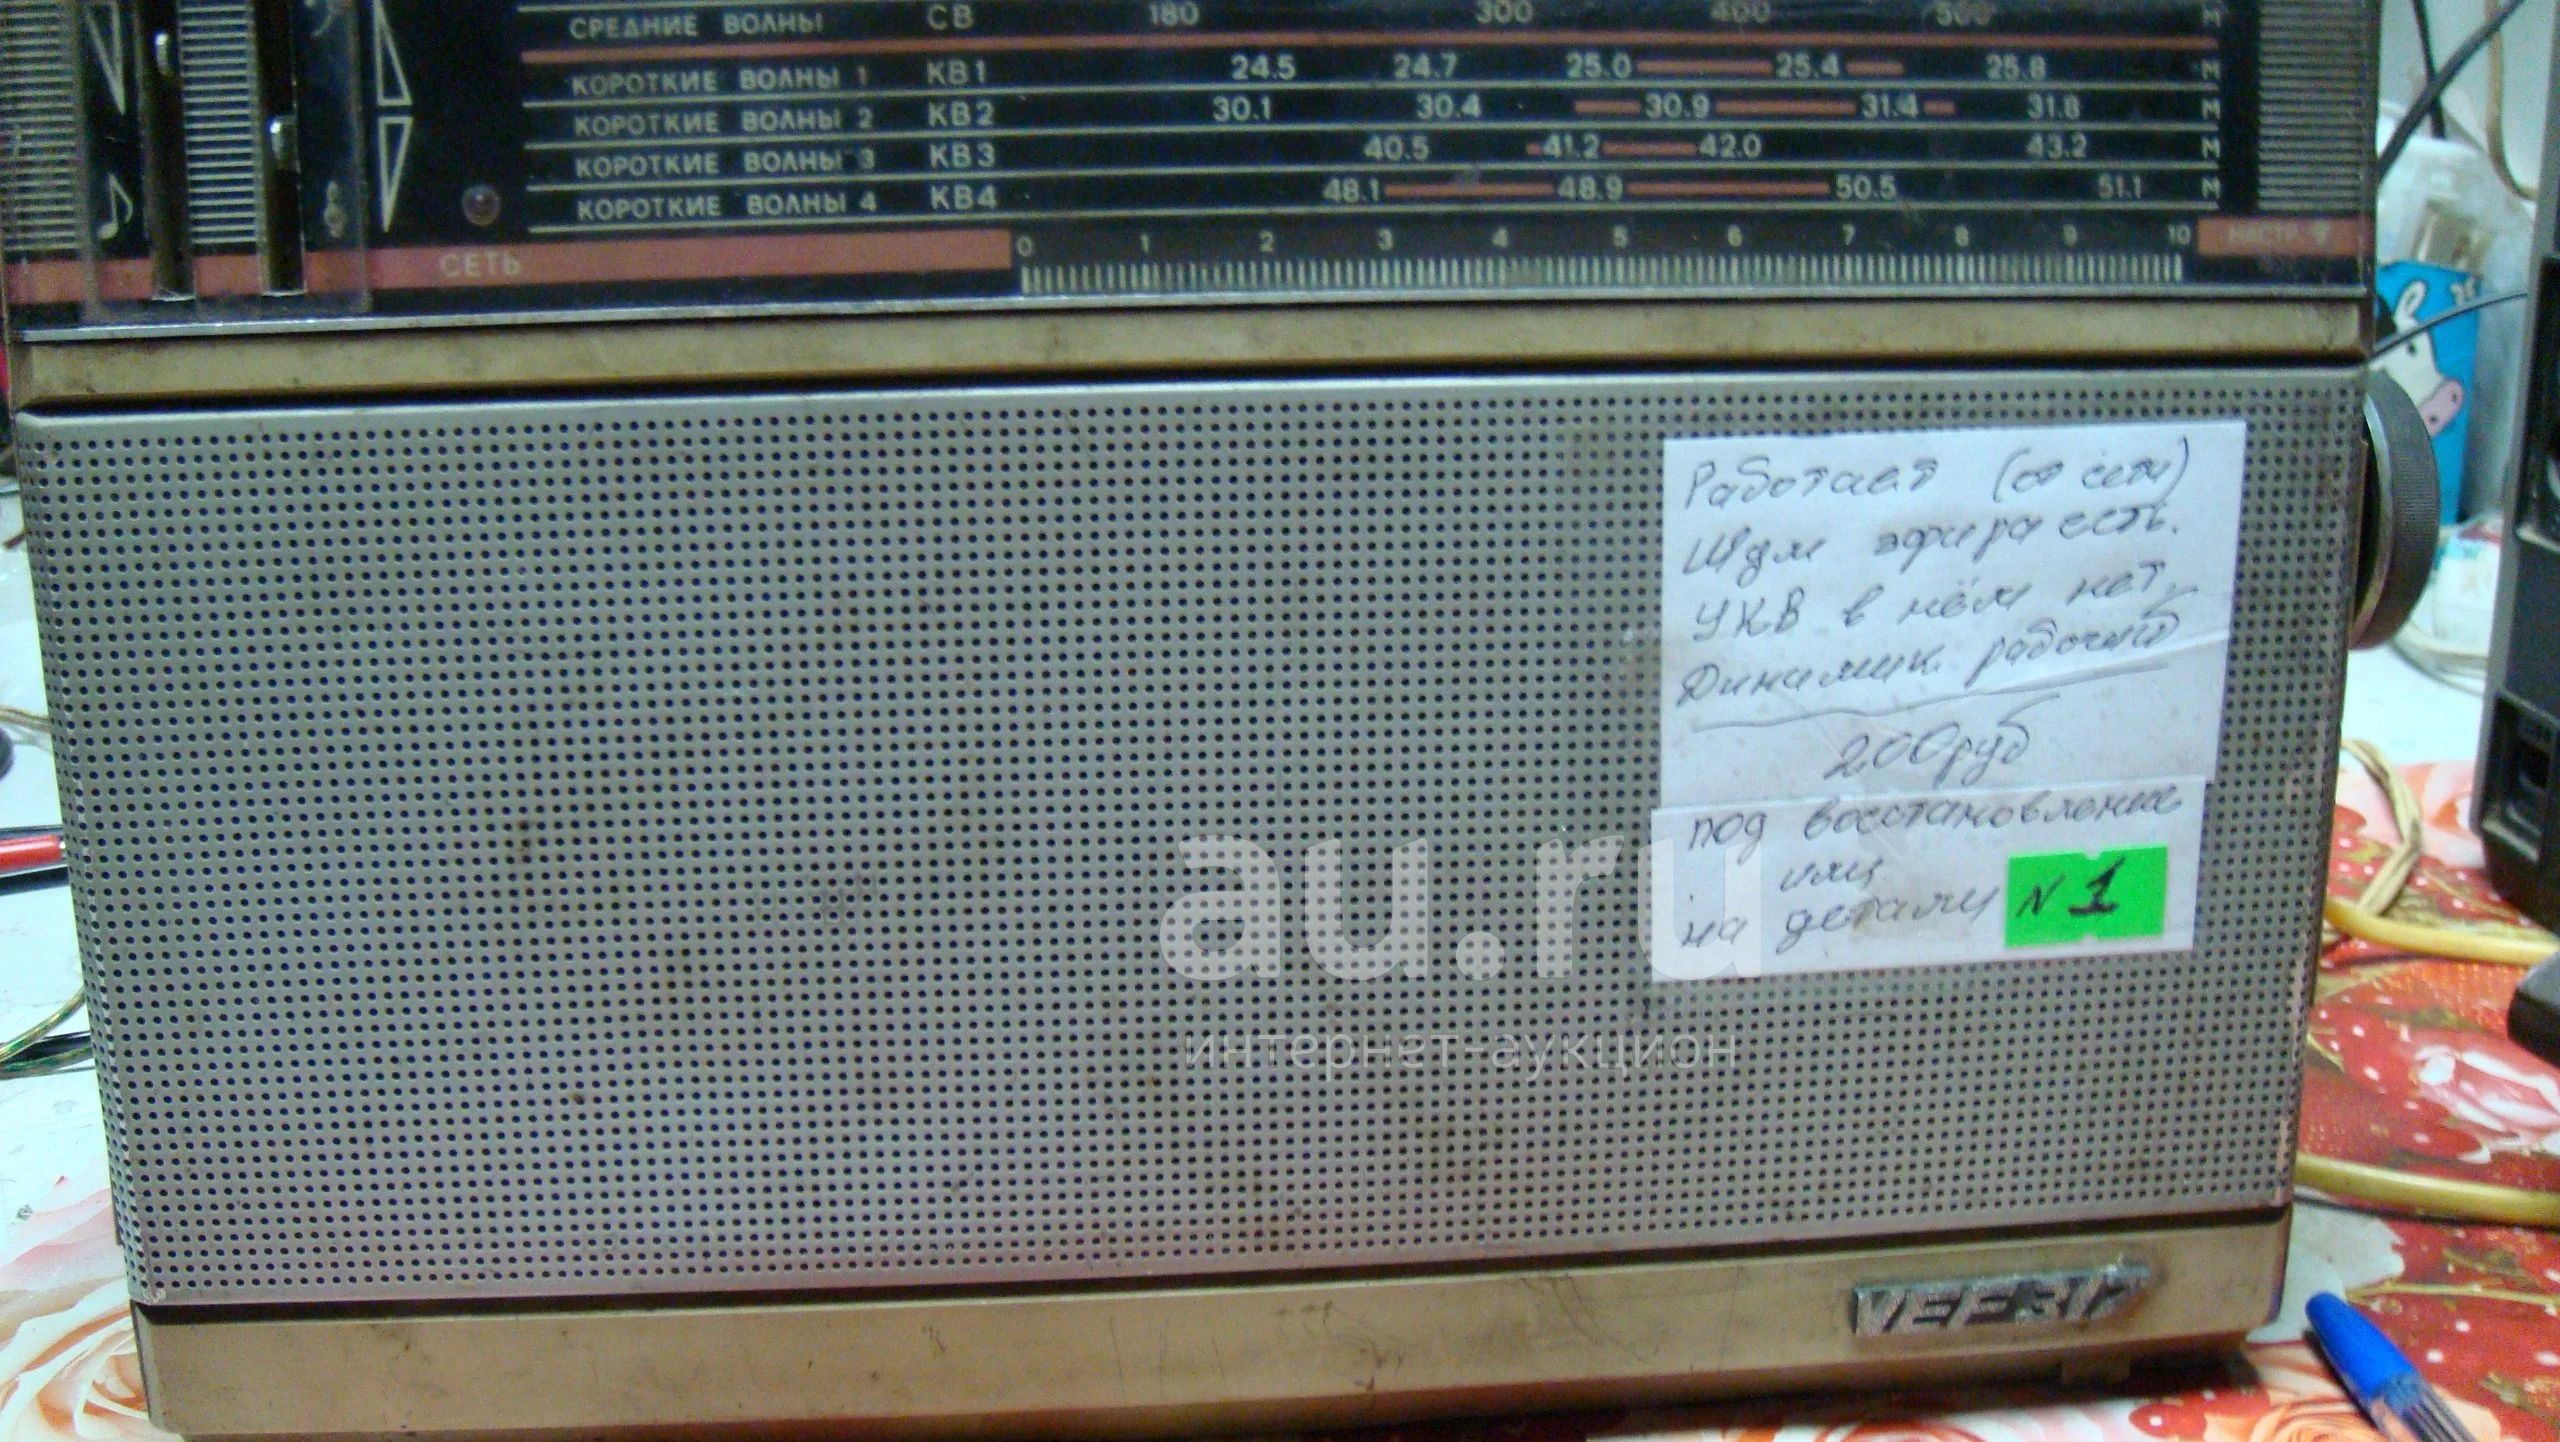 СРЕДНИЕ ВОЛНЫ СВ 180 300 400 500 М
КОРОТКИЕ ВОЛНЫ 1 КВ1 24.5 24.7 25.0 25.4 25.8 М
КОРОТКИЕ ВОЛНЫ 2 КВ2 30.1 30.4 30.9 31.4 31.8 М
КОРОТКИЕ ВОЛНЫ 3 КВ3 40.5 41.2 42.0 43.2 М
КОРОТКИЕ ВОЛНЫ 4 КВ4 48.1 48.9 50.5 51.1 М
СЕТЬ 0 1 2 3 4 5 6 7 8 9 10 НАСТР.
Работает (от сети)
Шум эфира есть.
УКВ в нём нет,
Динамик рабочий
200руб
под восстановление
или
на детали N 1
au.ru
интернет-аукцион